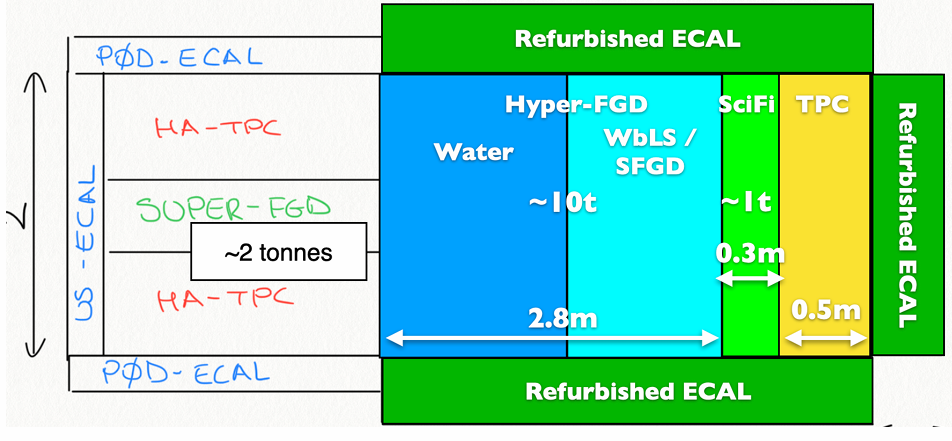 Refurbished ECAL
PØD-ECAL
HA-TPC
SUPER-FGD
~2 tonnes
HA-TPC
US-ECAL
PØD-ECAL
Hyper-FGD
Water
WbLS /
SFGD
~10t
2.8m
SciFi
~1t
0.3m
TPC
0.5m
Refurbished ECAL
Refurbished ECAL